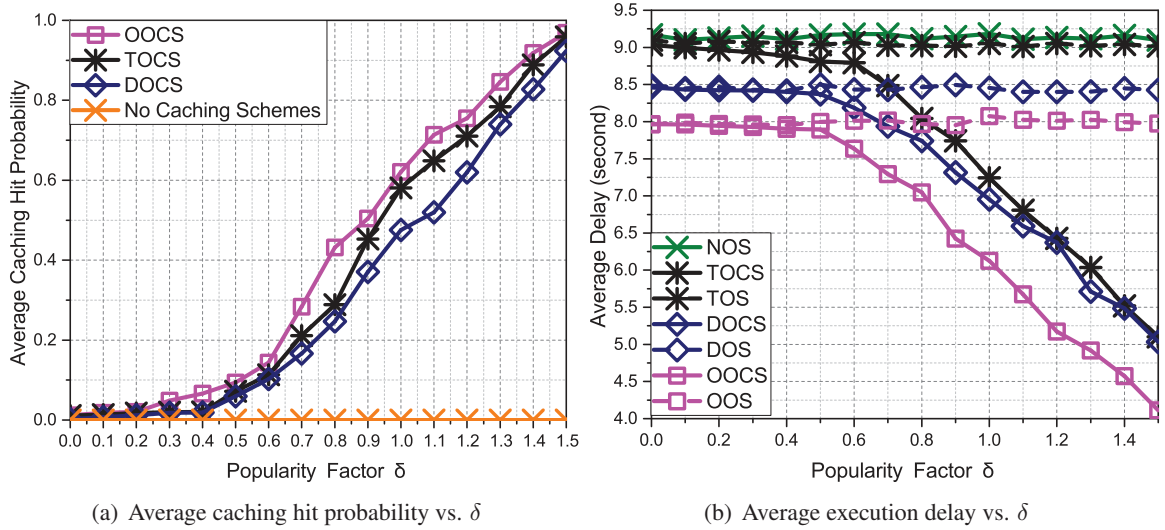 1.0
0.8
0.6
0.4
0.2
0.0
Average Caching Hit Probability
OOCS
TOCS
DOCS
No Caching Schemes
0.0 0.1 0.2 0.3 0.4 0.5 0.6 0.7 0.8 0.9 1.0 1.1 1.2 1.3 1.4 1.5
Popularity Factor δ
(a) Average caching hit probability vs. δ
9.5
9.0
8.5
8.0
7.5
7.0
6.5
6.0
5.5
5.0
4.5
4.0
Average Delay (second)
NOS
TOCS
TOS
DOCS
DOS
OOCS
OOS
0.0 0.2 0.4 0.6 0.8 1.0 1.2 1.4
Popularity Factor δ
(b) Average execution delay vs. δ